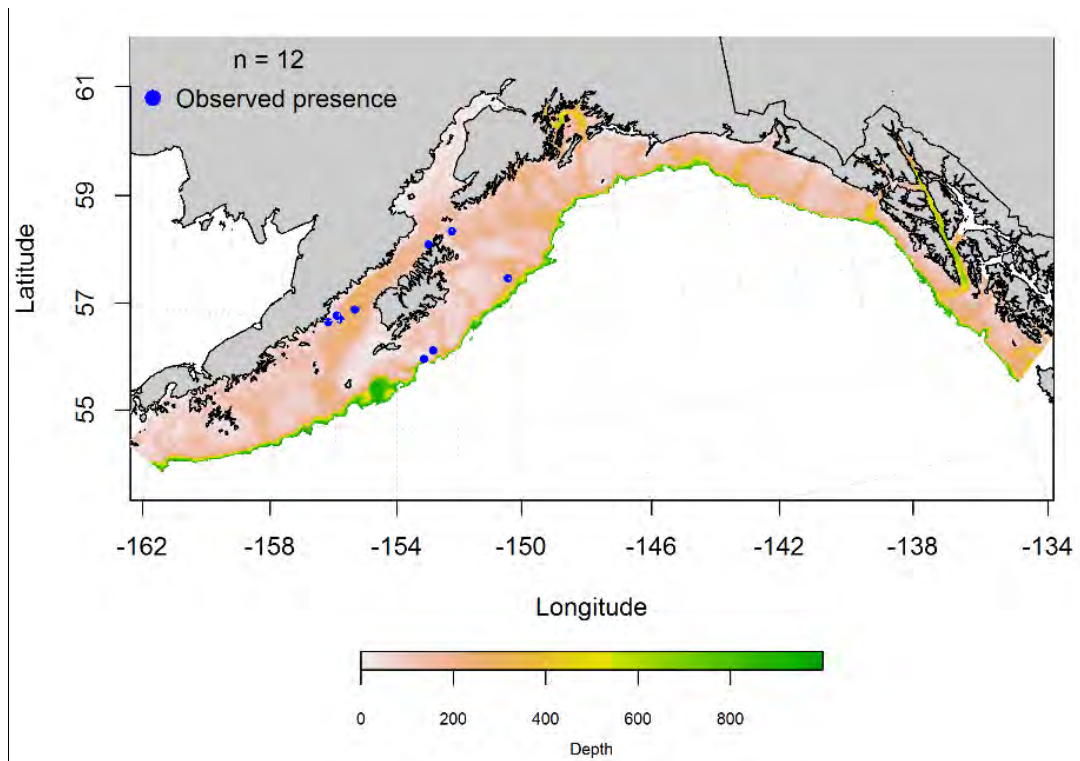 n = 12
Observed presence
61
59
57
55
Latitude
-162 -158 -154 -150 -146 -142 -138 -134
Longitude
0 200 400 600 800
Depth